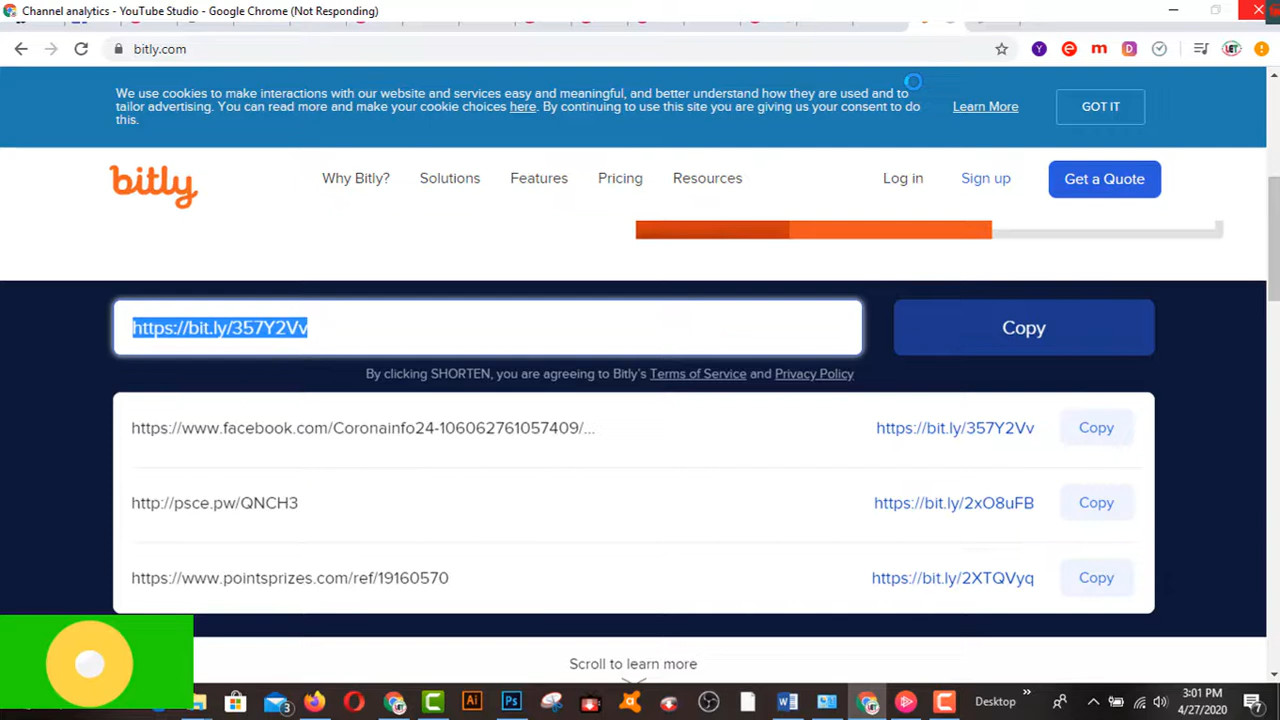 Channel analytics - YouTube Studio - Google Chrome (Not Responding)
bitly.com
We use cookies to make interactions with our website and services easy and meaningful, and better understand how they are used and to
tailor advertising. You can read more and make your cookie choices here. By continuing to use this site you are giving us your consent to do
this.
Learn More
GOT IT
bitly
Why Bitly?
Solutions
Features
Pricing
Resources
Log in
Sign up
Get a Quote
https://bit.ly/357Y2Vv
Copy
By clicking SHORTEN, you are agreeing to Bitly's Terms of Service and Privacy Policy
https://www.facebook.com/Coronainfo24-106062761057409/...
https://bit.ly/357Y2Vv
Copy
http://psce.pw/QNCH3
https://bit.ly/2xO8uFB
Copy
https://www.pointsprizes.com/ref/19160570
https://bit.ly/2XTQVyq
Copy
Scroll to learn more
3
Ai
Ps
Desktop
3:01 PM
4/27/2020
7